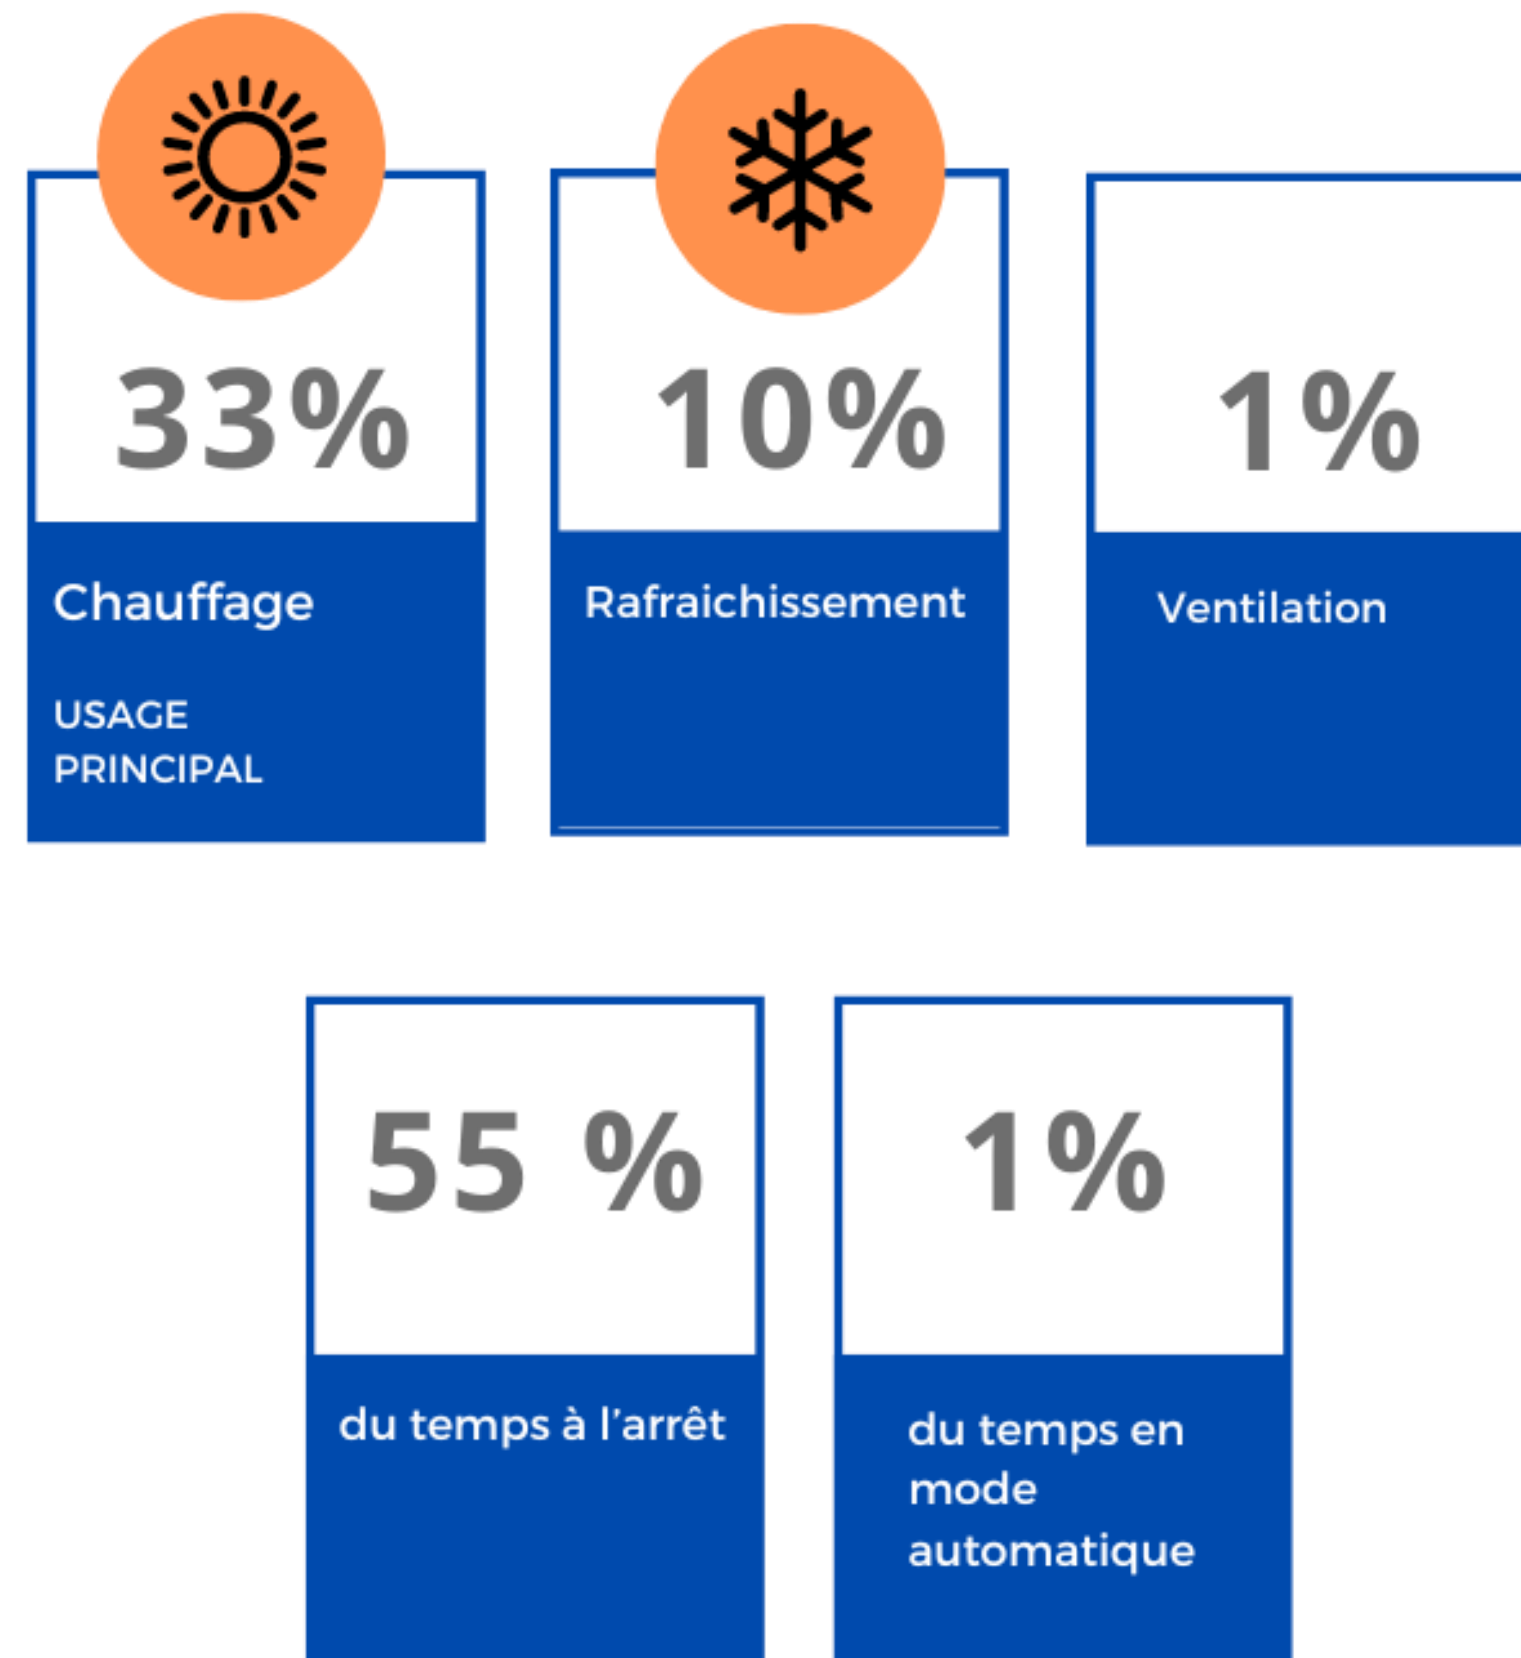 33%
10%
1%
Chauffage
Rafraichissement
Ventilation
USAGE
PRINCIPAL
55 %
1%
du temps à l'arrêt
du temps en
mode
automatique